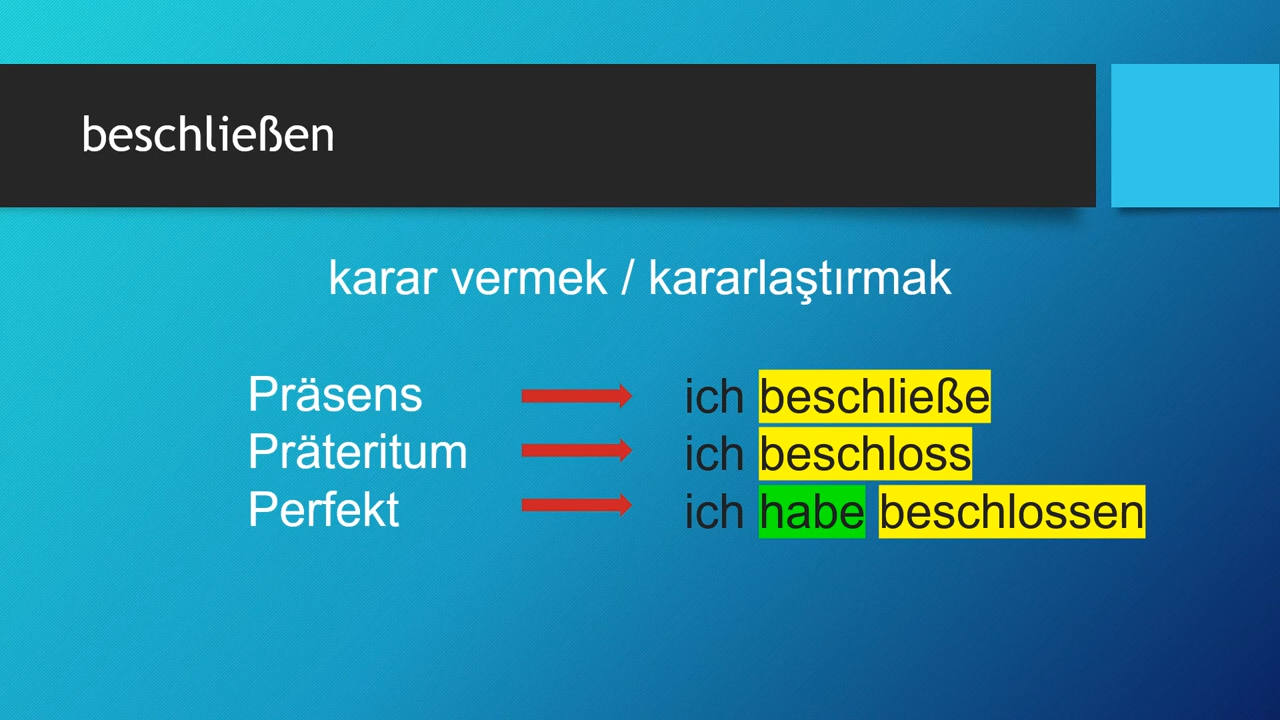 beschließen
karar vermek / kararlaştırmak
Präsens ich beschließe
Präteritum ich beschloss
Perfekt ich habe beschlossen